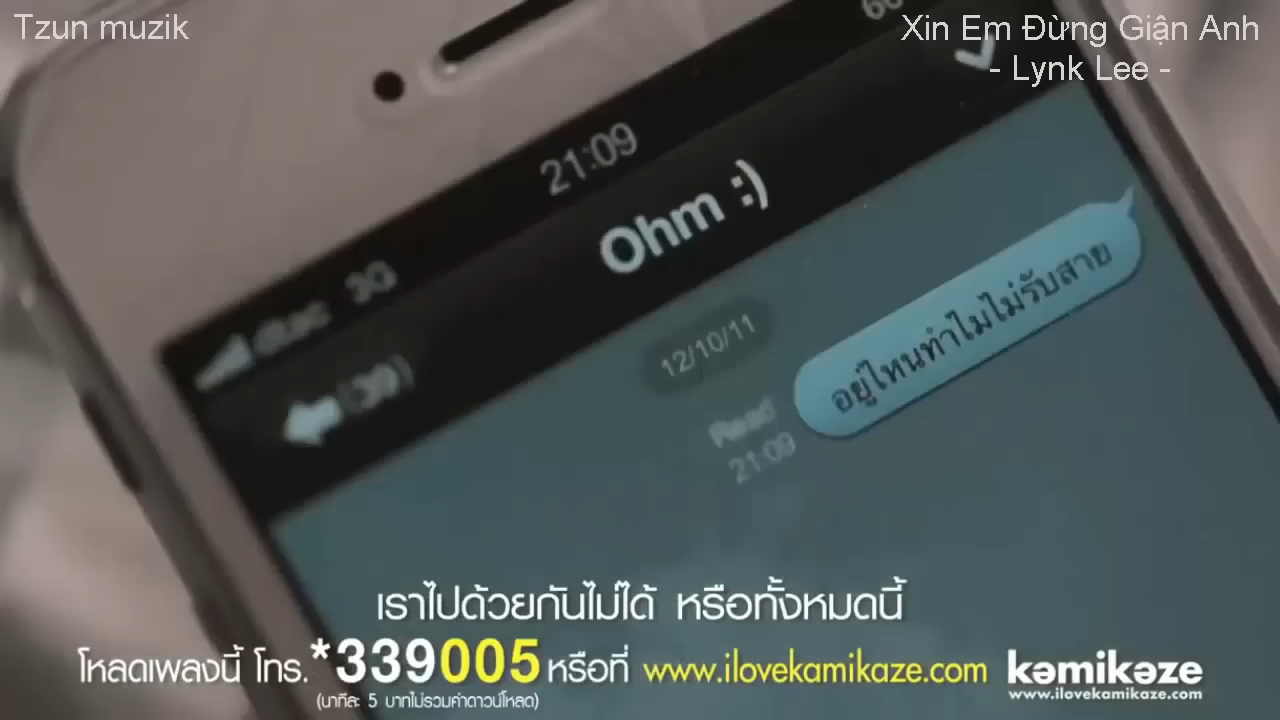 Tzun muzik
Xin Em Đừng Giận Anh
- Lynk Lee -
21:09
dtac 3G
Ohm :)
(39)
12/10/11
อยู่ไหนทำไมไม่รับสาย
Read
21:09
เราไปด้วยกันไม่ได้ หรือทั้งหมดนี้
โหลดเพลงนี้ โทร.*339005 หรือที่ www.ilovekamikaze.com
(นาทีละ 5 บาทไม่รวมค่าดาวน์โหลด)
kamikaze
www.ilovekamikaze.com